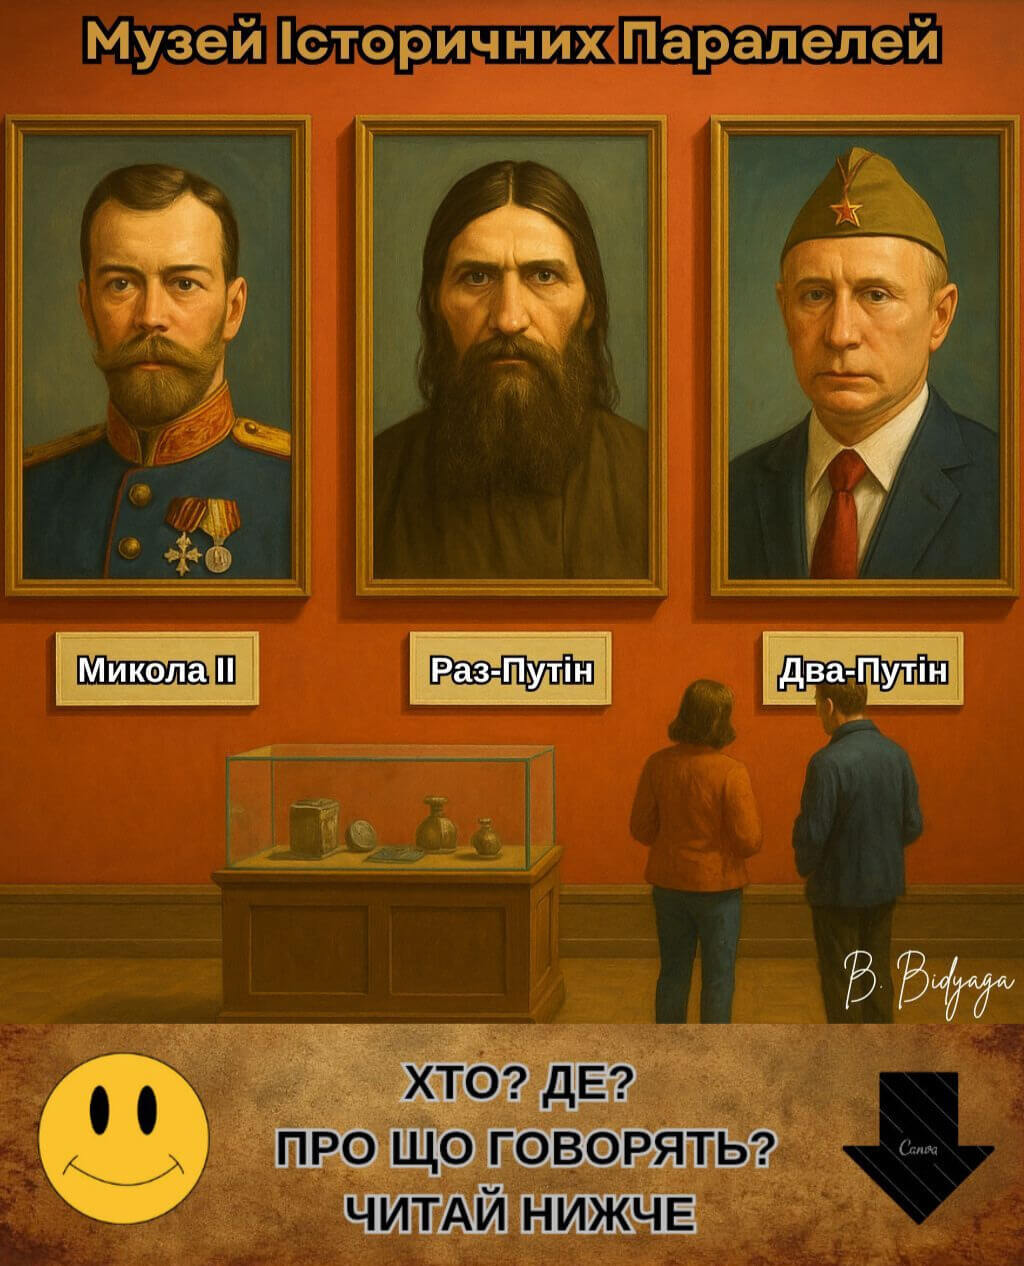 Музей Історичних Паралелей
Микола II
Раз-Путін
Два-Путін
B. Bidyaga
ХТО? ДЕ?
ПРО ЩО ГОВОРЯТЬ?
ЧИТАЙ НИЖЧЕ
Canva